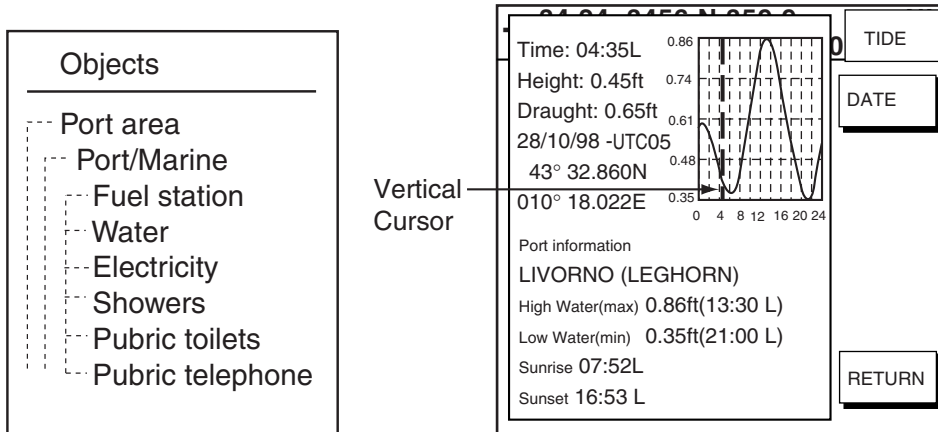 Objects
Port area
Port/Marine
Fuel station
Water
Electricity
Showers
Pubric toilets
Pubric telephone
Vertical
Cursor
Time: 04:35L
Height: 0.45ft
Draught: 0.65ft
28/10/98 -UTC05
43° 32.860N
010° 18.022E
0.86
0.74
0.61
0.48
0.35
0 4 8 12 16 20 24
Port information
LIVORNO (LEGHORN)
High Water(max) 0.86ft(13:30 L)
Low Water(min) 0.35ft(21:00 L)
Sunrise 07:52L
Sunset 16:53 L
TIDE
DATE
RETURN